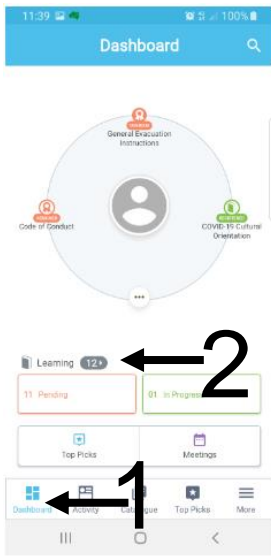 11:39 100%
Dashboard
General Evacuation
Instructions
Code of Conduct
COVID-19 Cultural
Orientation
Learning 12+
2
11 Pending
01 In Progress
Top Picks Meetings
1
Dashboard Activity Catalogue Top Picks More